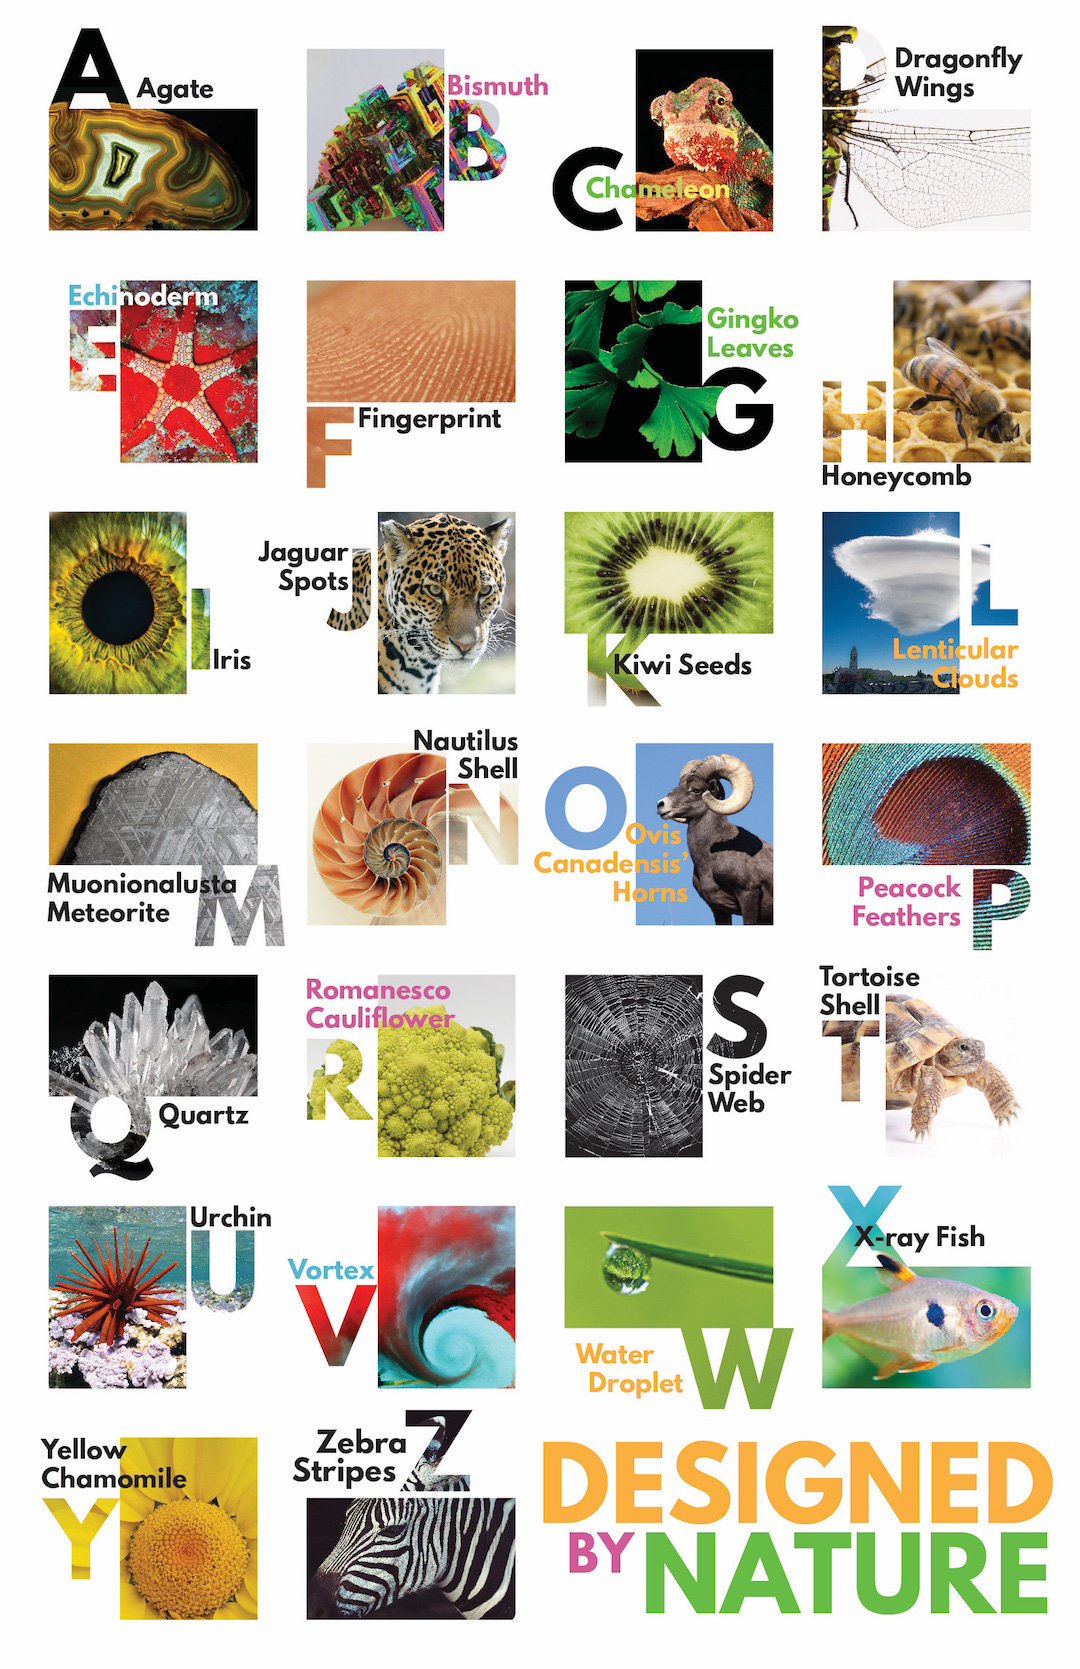 A Agate
Bismuth
B
C
Chameleon
D Dragonfly
Wings
Echinoderm
E
F Fingerprint
Gingko
Leaves
G
H
Honeycomb
I Iris
Jaguar
Spots
J
K
Kiwi Seeds
L
Lenticular
Clouds
Muonionalusta
Meteorite
M
Nautilus
Shell
N
O
Ovis
Canadensis'
Horns
Peacock
Feathers
P
Q Quartz
Romanesco
Cauliflower
R
S
Spider
Web
Tortoise
Shell
T
Urchin
U
Vortex
V
Water
Droplet
W
X
X-ray Fish
Yellow
Chamomile
Y
Zebra
Stripes
Z
DESIGNED
BY NATURE